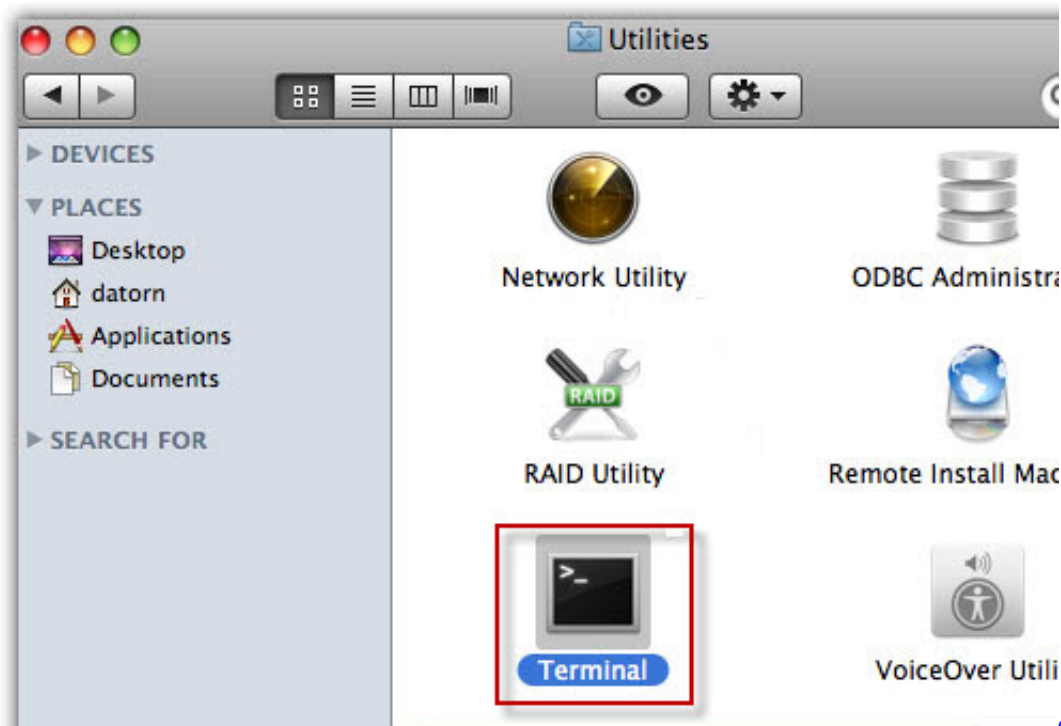 Utilities
DEVICES
PLACES
Desktop
datorn
Applications
Documents
SEARCH FOR
Network Utility
ODBC Administra
RAID
RAID Utility
Remote Install Mac
>_
Terminal
VoiceOver Utili